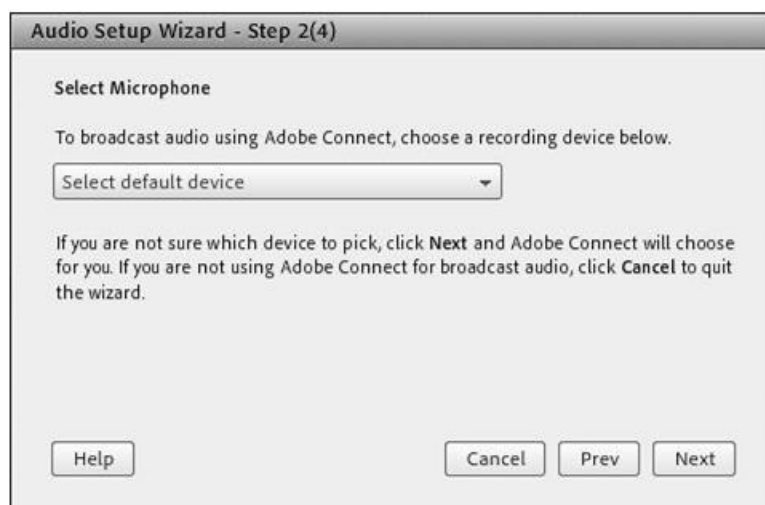 Audio Setup Wizard - Step 2(4)
Select Microphone
To broadcast audio using Adobe Connect, choose a recording device below.
Select default device
If you are not sure which device to pick, click Next and Adobe Connect will choose
for you. If you are not using Adobe Connect for broadcast audio, click Cancel to quit
the wizard.
Help Cancel Prev Next